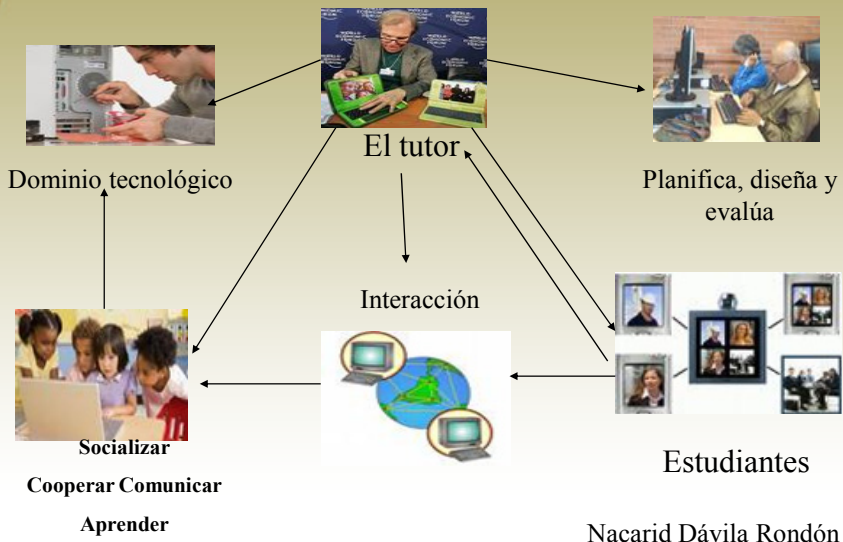 El tutor
Dominio tecnológico
Planifica, diseña y
evalúa
Interacción
Socializar
Cooperar Comunicar
Aprender
Estudiantes
Nacarid Dávila Rondón